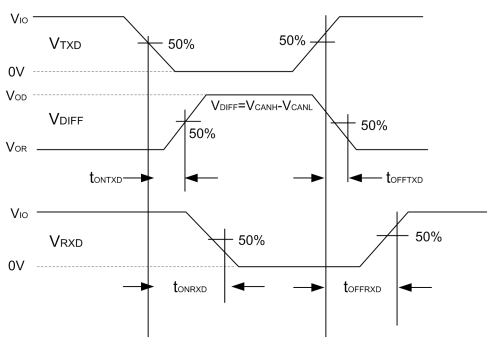 VIO
VTXD
50%
50%
0V
VOD
VDIFF
VDIFF=VCANH-VCANL
50%
50%
VOR
tONTXD
tOFFTXD
VIO
VRXD
50%
50%
0V
tONRXD
tOFFRXD